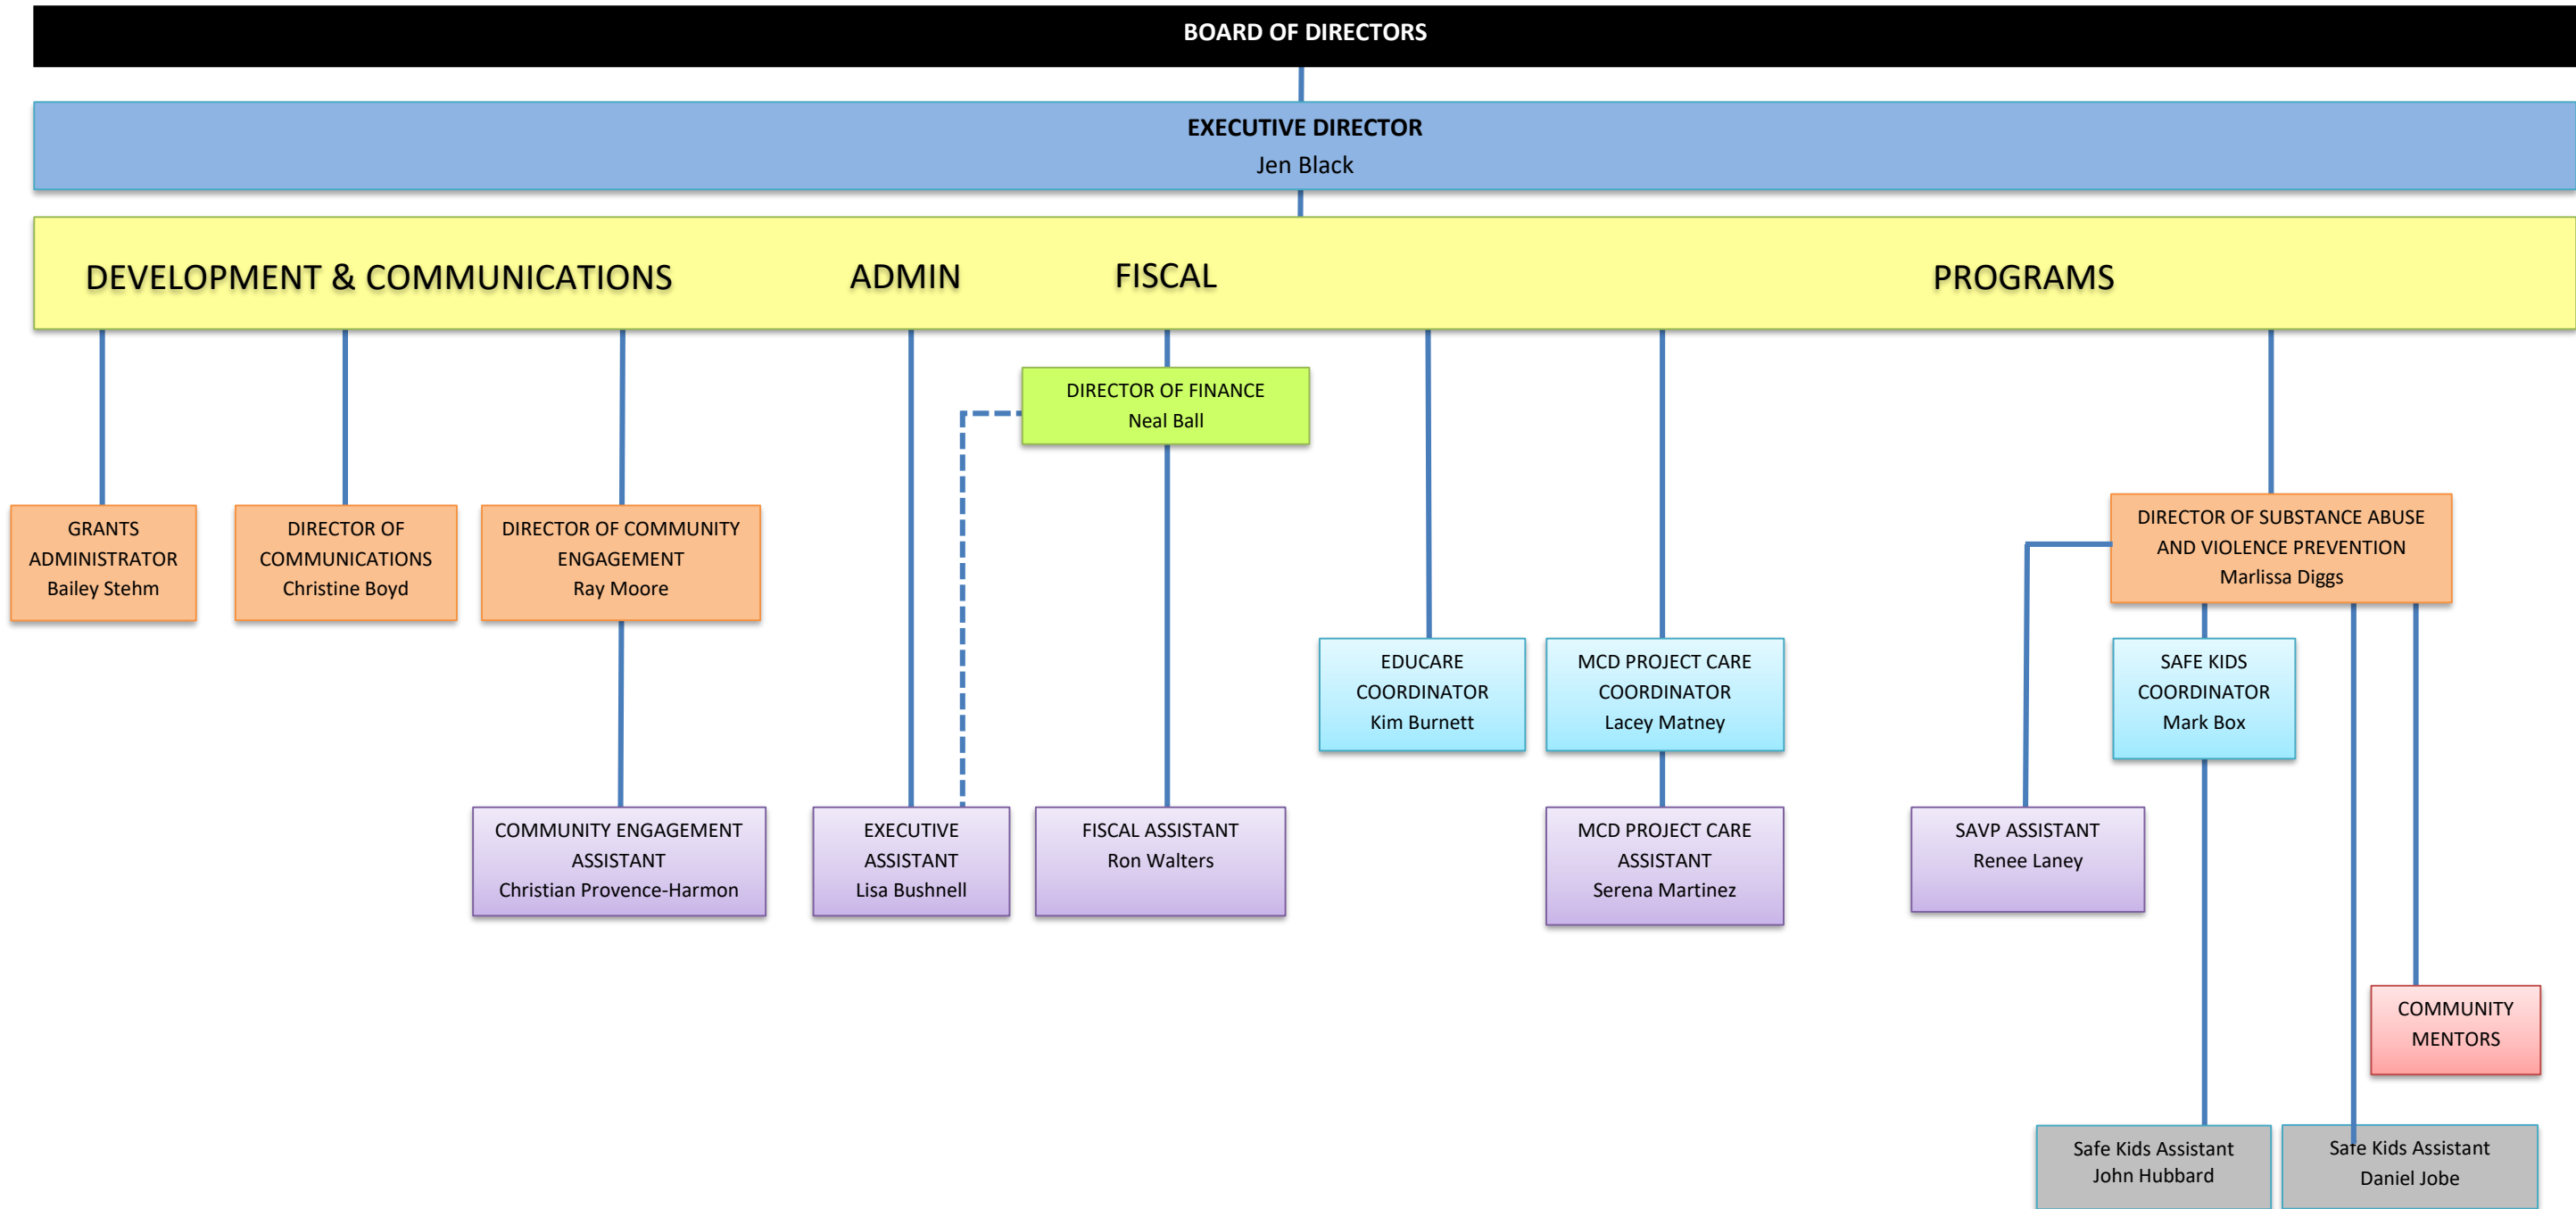 BOARD OF DIRECTORS
EXECUTIVE DIRECTOR
Jen Black
DEVELOPMENT & COMMUNICATIONS
ADMIN
FISCAL
PROGRAMS
DIRECTOR OF FINANCE
Neal Ball
GRANTS
ADMINISTRATOR
Bailey Stehm
DIRECTOR OF
COMMUNICATIONS
Christine Boyd
DIRECTOR OF COMMUNITY
ENGAGEMENT
Ray Moore
DIRECTOR OF SUBSTANCE ABUSE
AND VIOLENCE PREVENTION
Marlissa Diggs
EDUCARE
COORDINATOR
Kim Burnett
MCD PROJECT CARE
COORDINATOR
Lacey Matney
SAFE KIDS
COORDINATOR
Mark Box
COMMUNITY ENGAGEMENT
ASSISTANT
Christian Provence-Harmon
EXECUTIVE
ASSISTANT
Lisa Bushnell
FISCAL ASSISTANT
Ron Walters
MCD PROJECT CARE
ASSISTANT
Serena Martinez
SAVP ASSISTANT
Renee Laney
COMMUNITY
MENTORS
Safe Kids Assistant
John Hubbard
Safe Kids Assistant
Daniel Jobe